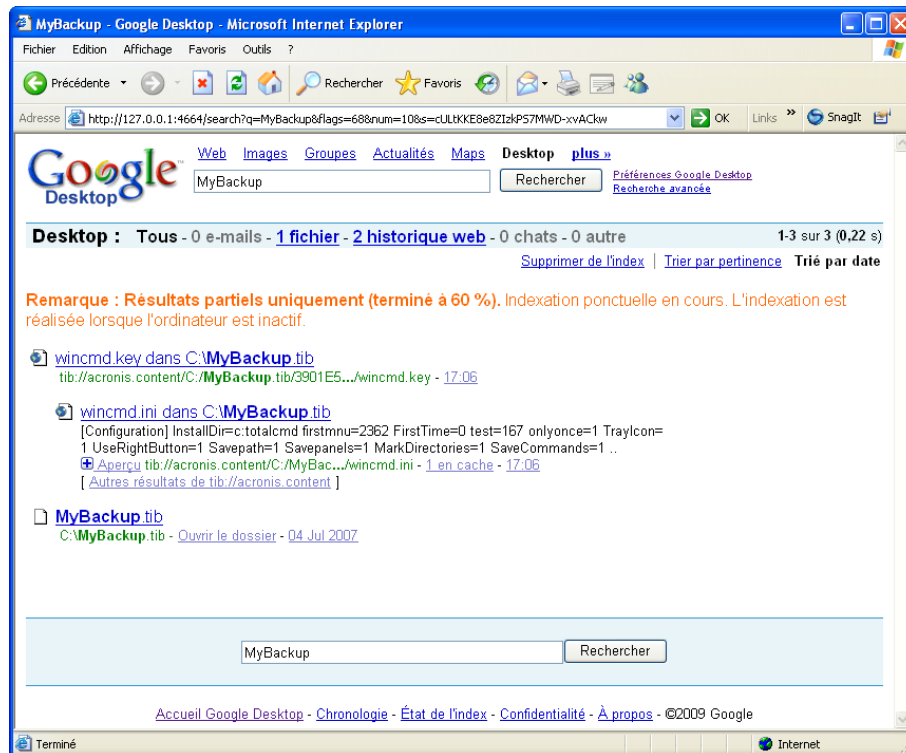 MyBackup - Google Desktop - Microsoft Internet Explorer
Fichier Edition Affichage Favoris Outils ?
Précédente Rechercher Favoris
Adresse http://127.0.0.1:4664/search?q=MyBackup&flags=68&num=10&s=cULtKKE8e8ZIzkPS7MWD-xvACkw OK Links » SnagIt
Web Images Groupes Actualités Maps Desktop plus »
Google Desktop
MyBackup Rechercher Préférences Google Desktop
Recherche avancée
Desktop : Tous - 0 e-mails - 1 fichier - 2 historique web - 0 chats - 0 autre 1-3 sur 3 (0,22 s)
Supprimer de l'index | Trier par pertinence Trié par date
Remarque : Résultats partiels uniquement (terminé à 60 %). Indexation ponctuelle en cours. L'indexation est
réalisée lorsque l'ordinateur est inactif.
wincmd.key dans C:\MyBackup.tib
tib://acronis.content/C:/MyBackup.tib/3901E5.../wincmd.key - 17:06
wincmd.ini dans C:\MyBackup.tib
[Configuration] InstallDir=c:totalcmd firstmnu=2362 FirstTime=0 test=167 onlyonce=1 TrayIcon=
1 UseRightButton=1 Savepath=1 Savepanels=1 MarkDirectories=1 SaveCommands=1 ..
Aperçu tib://acronis.content/C:/MyBac.../wincmd.ini - 1 en cache - 17:06
[ Autres résultats de tib://acronis.content ]
MyBackup.tib
C:\MyBackup.tib - Ouvrir le dossier - 04 Jul 2007
MyBackup Rechercher
Accueil Google Desktop - Chronologie - État de l'index - Confidentialité - À propos - ©2009 Google
Terminé Internet